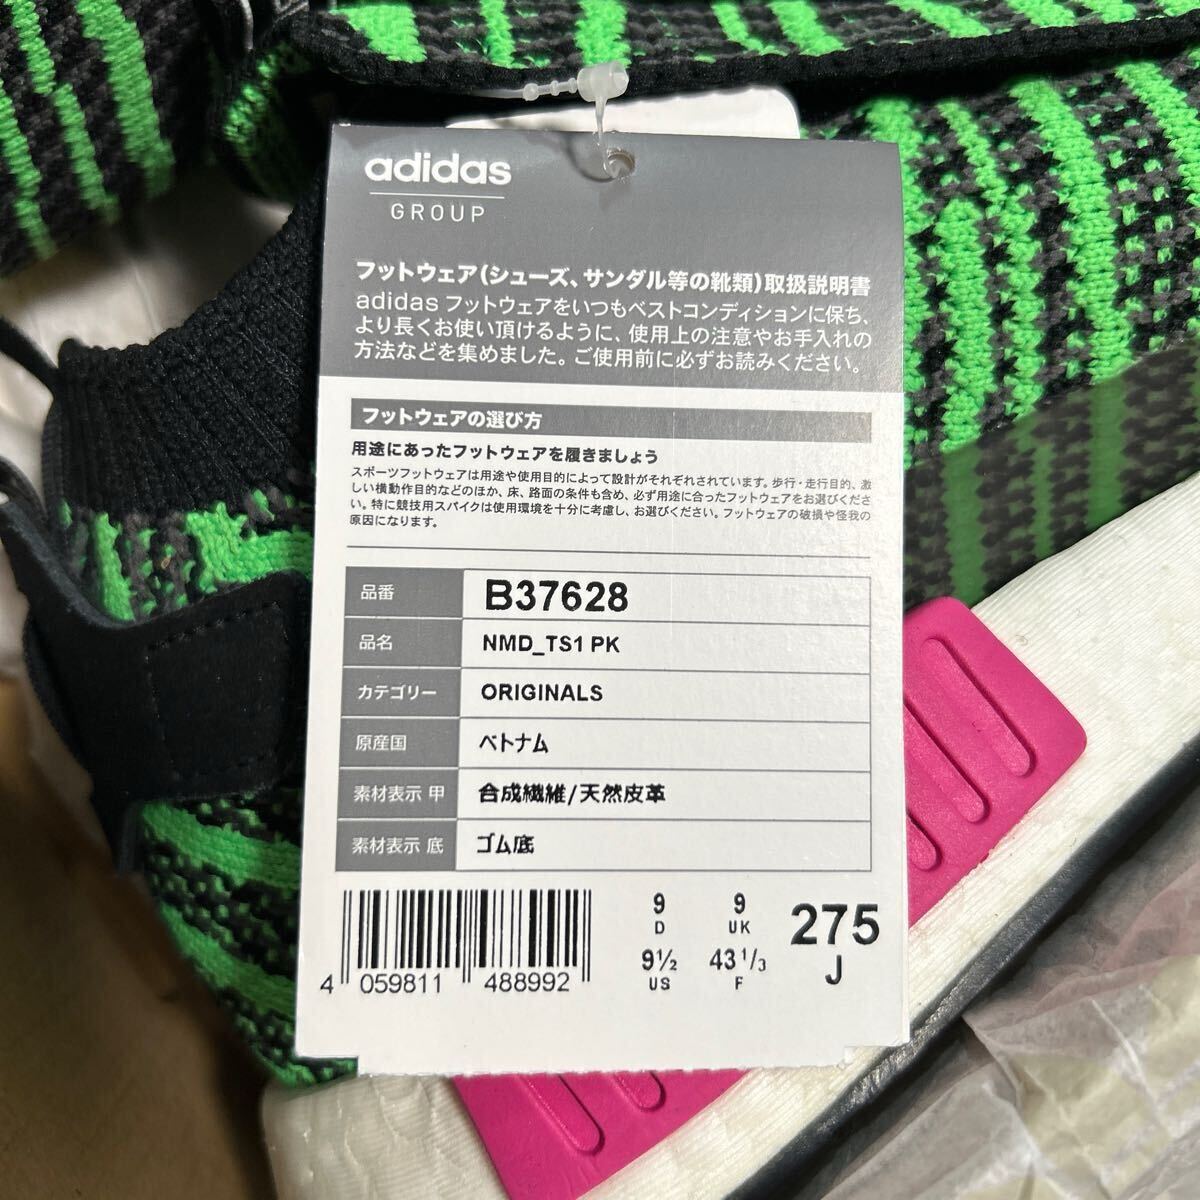 adidas
GROUP
フットウェア(シューズ、サンダル等の靴類)取扱説明書
adidas フットウェアをいつもベストコンディションに保ち、
より長くお使い頂けるように、使用上の注意やお手入れの
方法などを集めました。ご使用前に必ずお読みください。
フットウェアの選び方
用途にあったフットウェアを履きましょう
スポーツフットウェアは用途や使用目的によって設計がそれぞれされています。歩行・走行目的、激
しい横動作目的などのほか、床、路面の条件も含め、必ず用途に合ったフットウェアをお選びくださ
い。特に競技用スパイクは使用環境を十分に考慮し、お選びください。フットウェアの破損や怪我の
原因になります。
品番 B37628
品名 NMD_TS1 PK
カテゴリー ORIGINALS
原産国 ベトナム
素材表示 甲 合成繊維/天然皮革
素材表示 底 ゴム底
9 9 275
D UK
9½ 43 1/3 J
US F
4 059811 488992